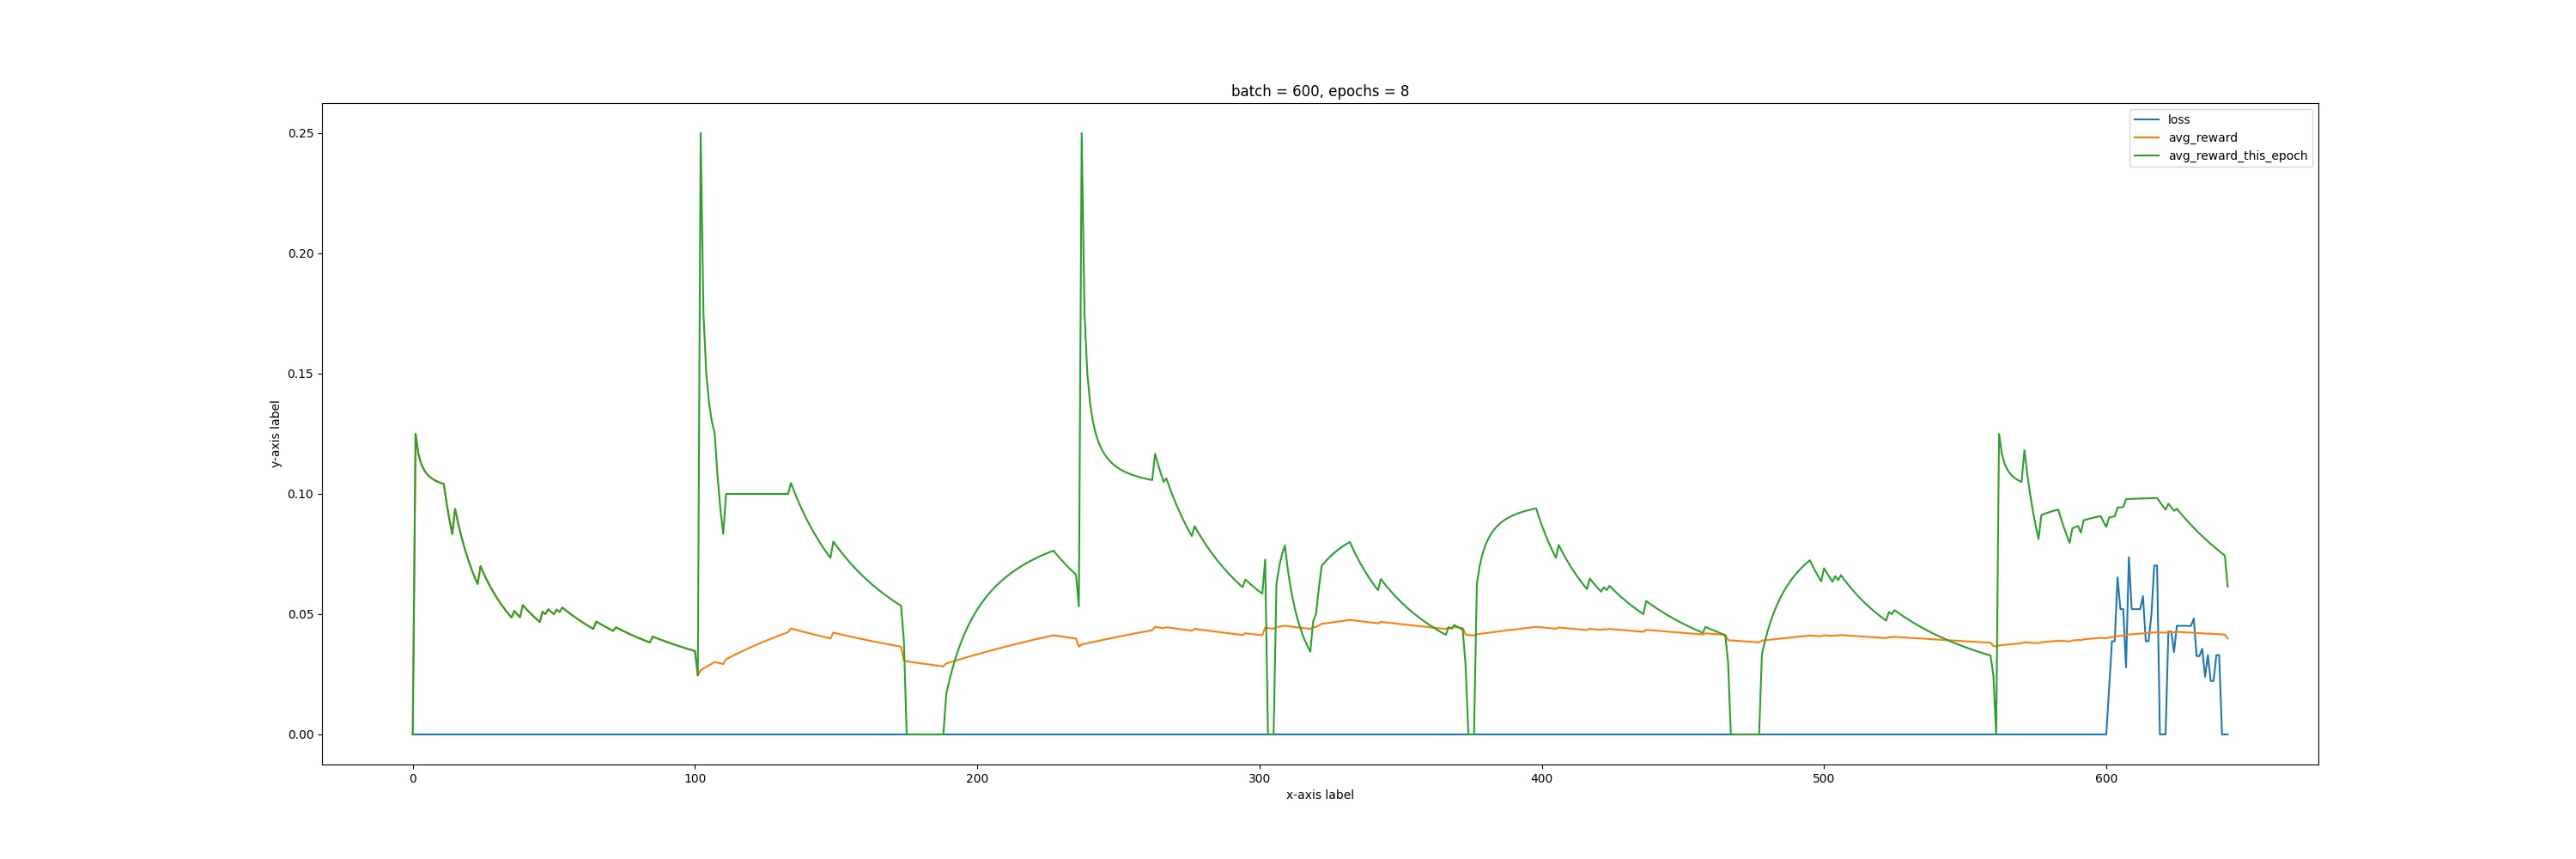 batch = 600, epochs = 8
loss
avg_reward
avg_reward_this_epoch
0.25
0.20
0.15
0.10
0.05
0.00
y-axis label
0 100 200 300 400 500 600
x-axis label